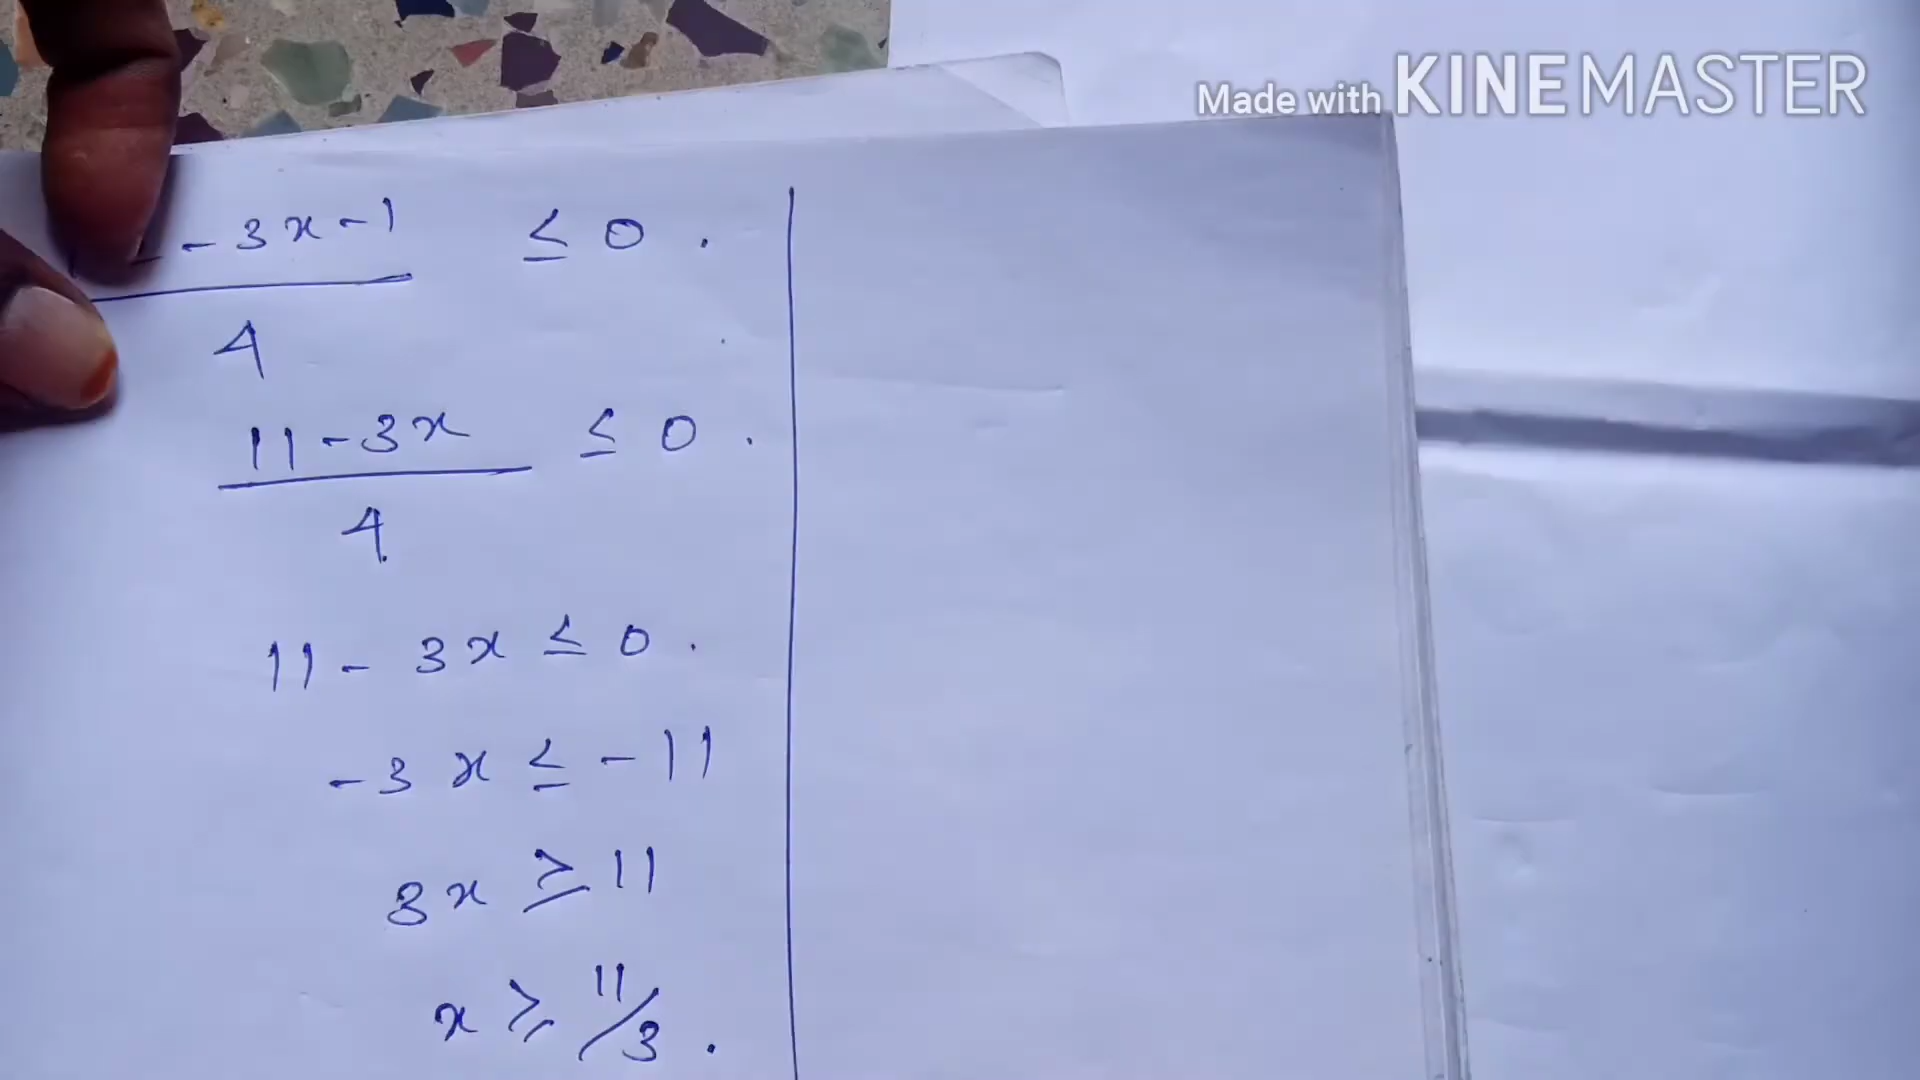 Made with KINEMASTER
- 3x - 1 ≤ 0 .
4
11 - 3x ≤ 0 .
4
11 - 3x ≤ 0 .
-3x ≤ -11
3x ≥ 11
x ≥ 11/3 .